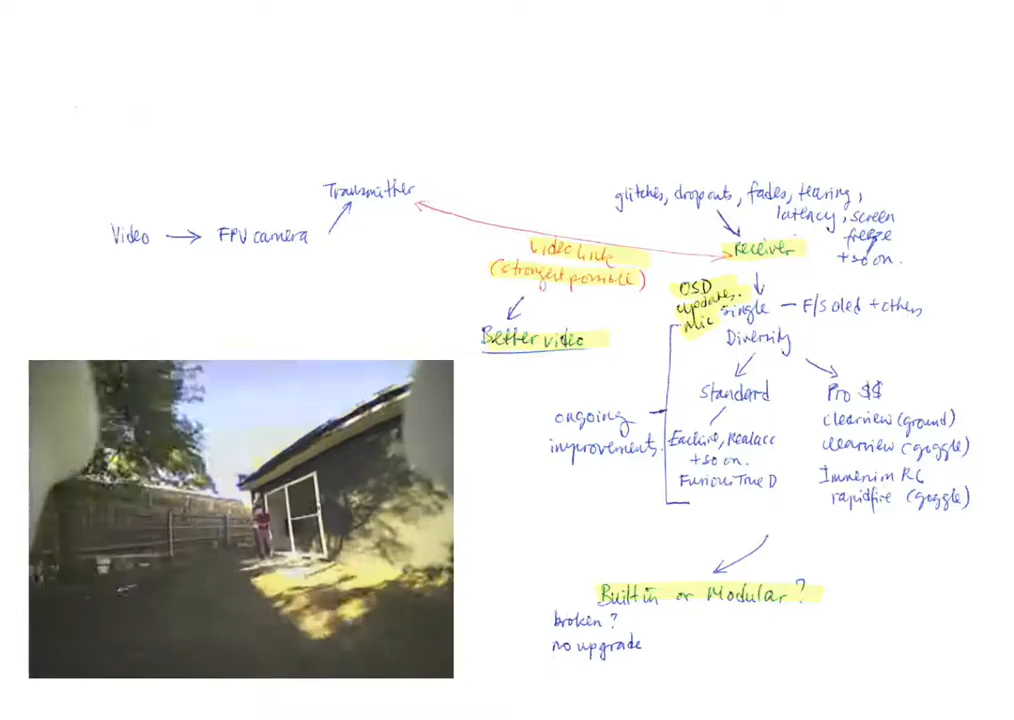 Video → FPV camera
Transmitter
glitches, dropouts, fades, tearing,
latency, screen
freeze
+ so on.
receiver
Video link
(strongest possible)
Better video
OSD
updates.
Mic
single — F/S oled + others
Diversity
Standard
Pro $$
ongoing
improvements.
Eachine, Realacc
+ so on.
Furious True D
clearview (ground)
clearview (goggle)
Immersion RC
rapidfire (goggle)
Built in or Modular?
broken?
no upgrade